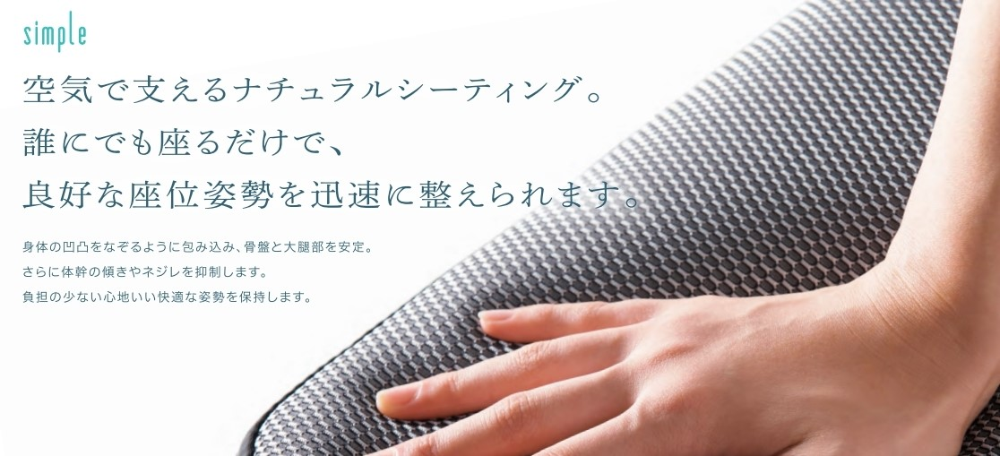 simple
空気で支えるナチュラルシーティング。
誰にでも座るだけで、
良好な座位姿勢を迅速に整えられます。
身体の凹凸をなぞるように包み込み、骨盤と大腿部を安定。
さらに体幹の傾きやネジレを抑制します。
負担の少ない心地いい快適な姿勢を保持します。